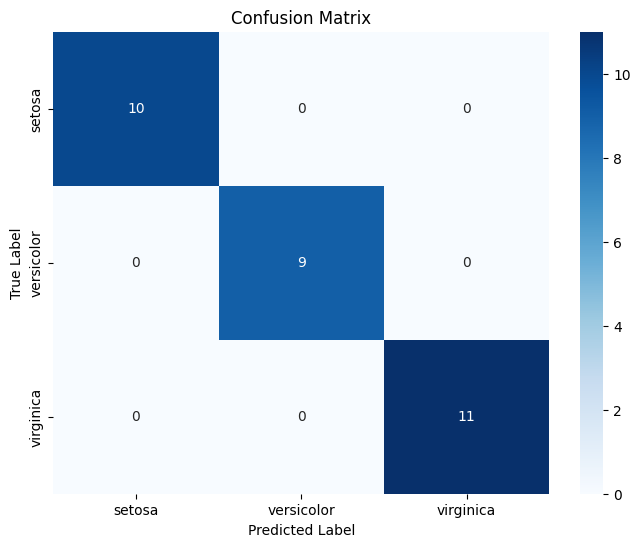 Confusion Matrix
setosa
10 0 0
versicolor
0 9 0
virginica
0 0 11
True Label
setosa versicolor virginica
Predicted Label
10
8
6
4
2
0